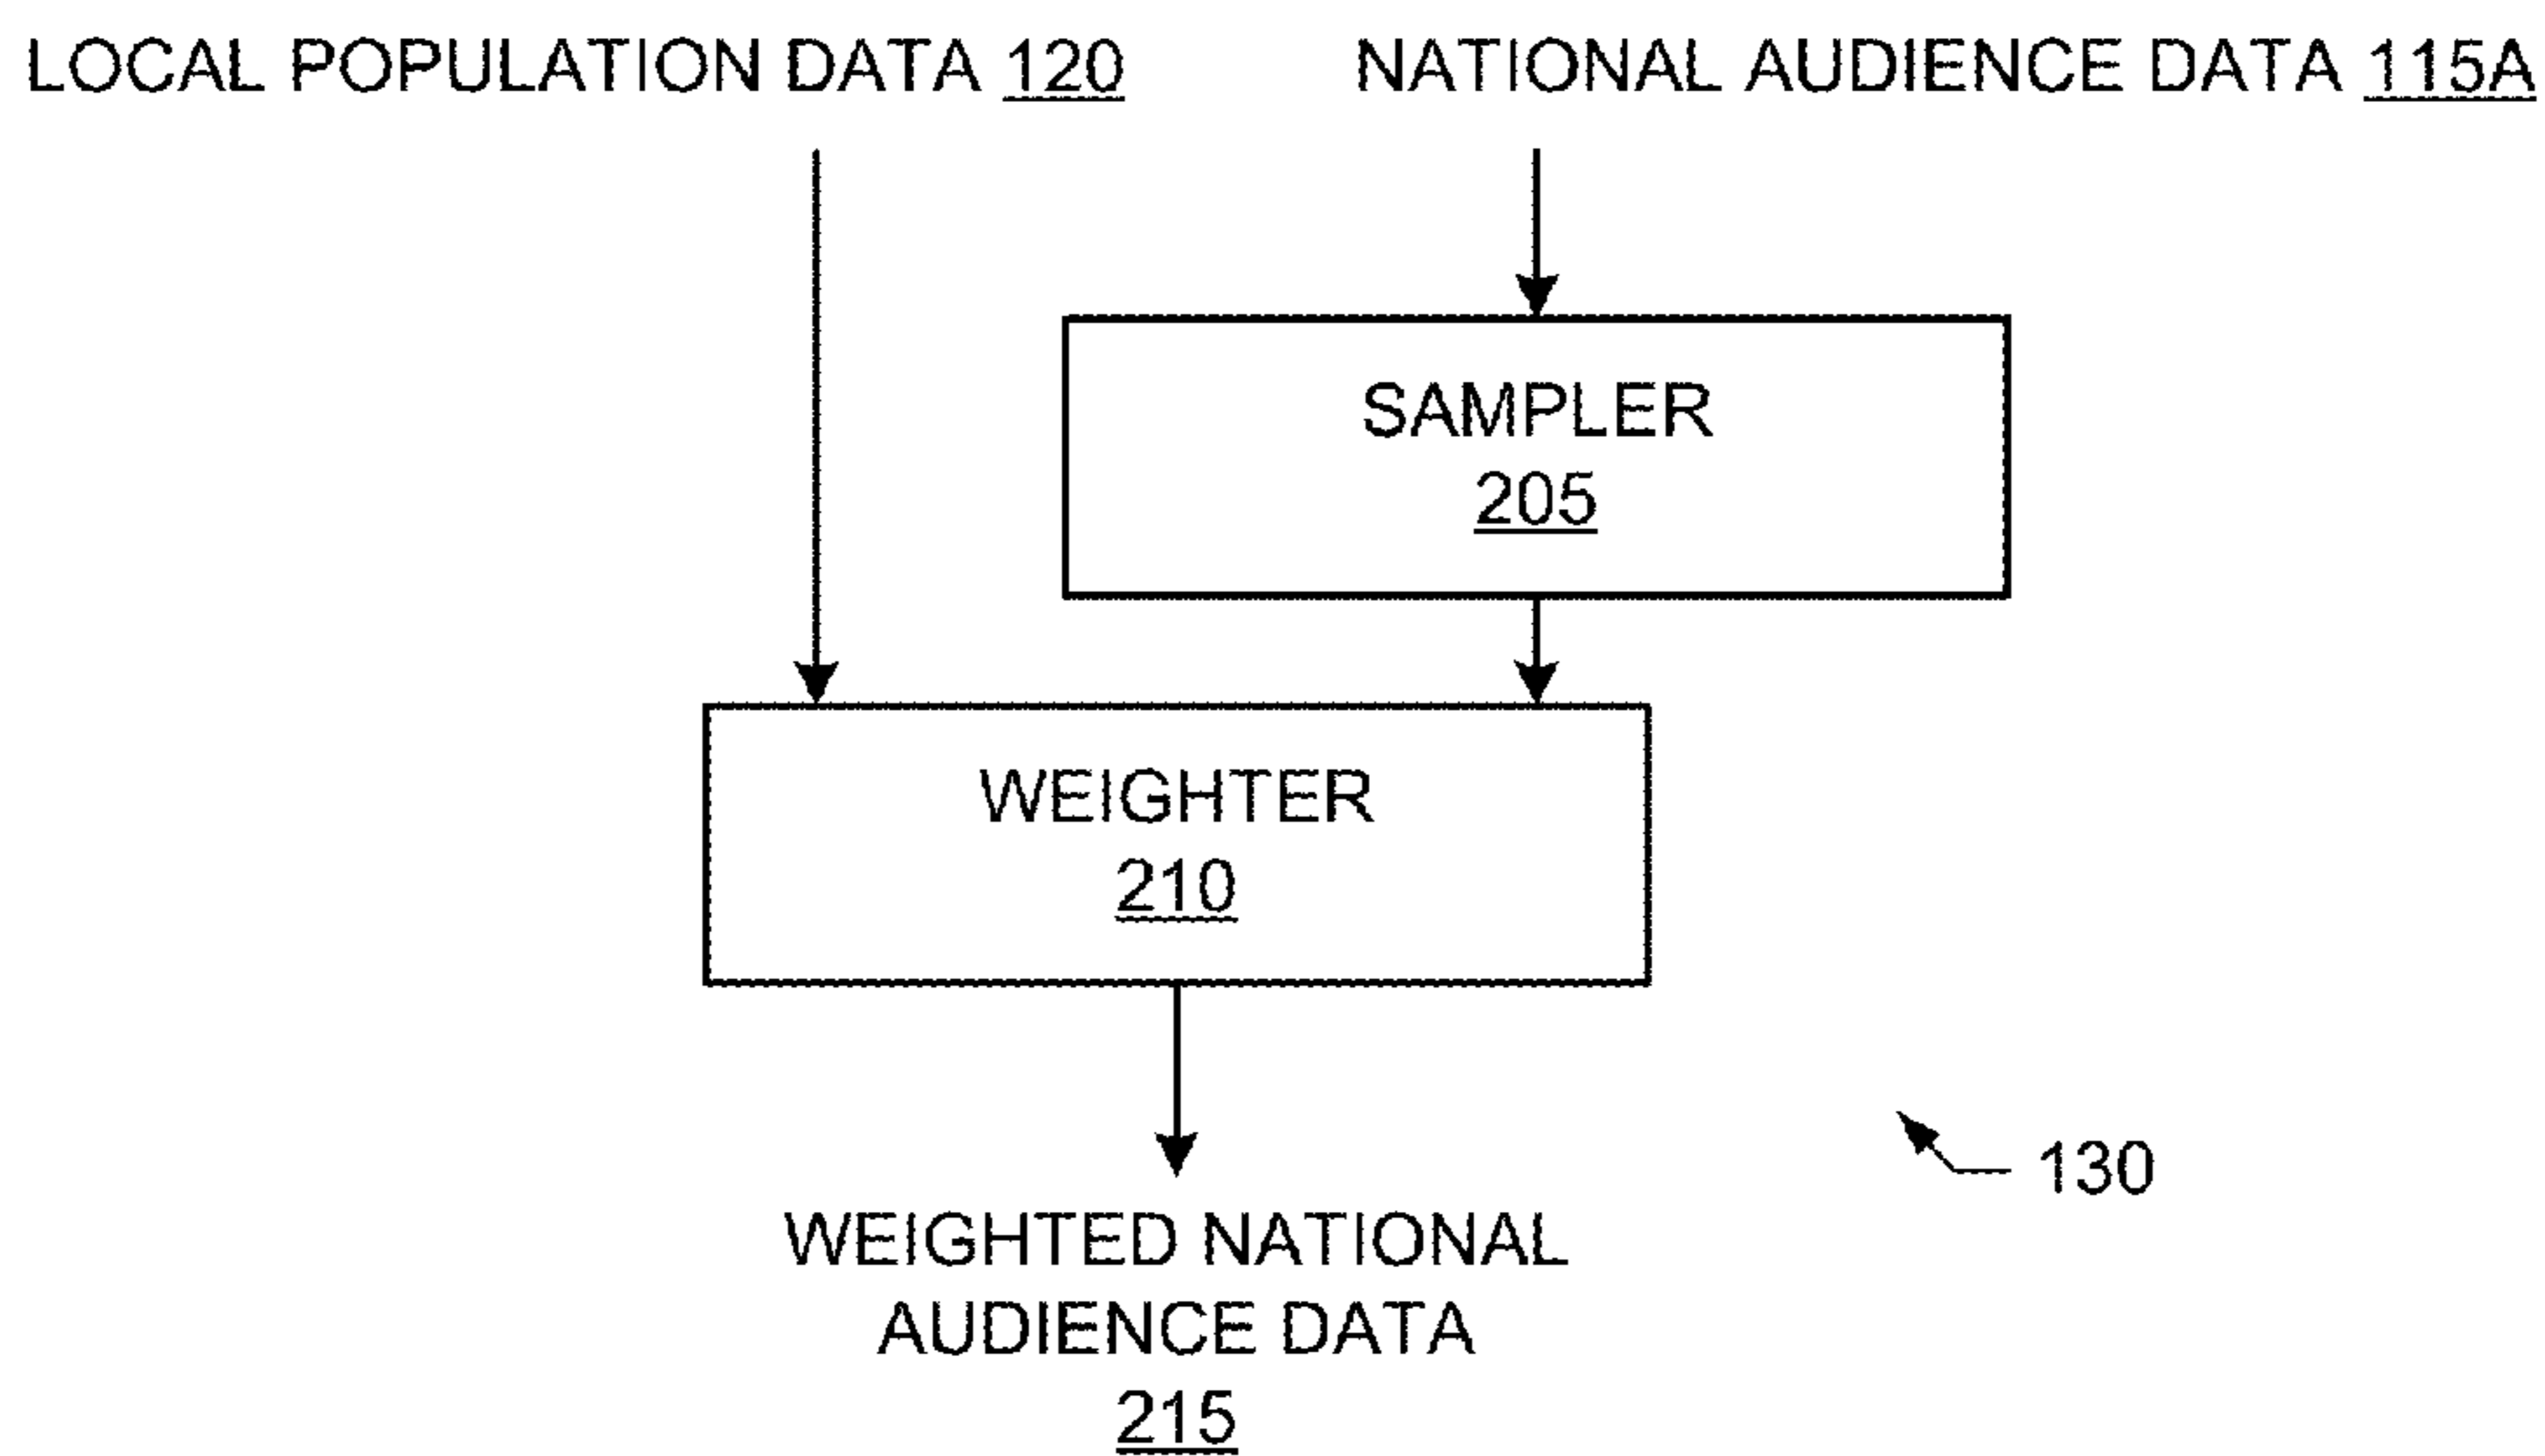 LOCAL POPULATION DATA 120
NATIONAL AUDIENCE DATA 115A
SAMPLER
205
WEIGHTER
210
WEIGHTED NATIONAL
AUDIENCE DATA
215
130